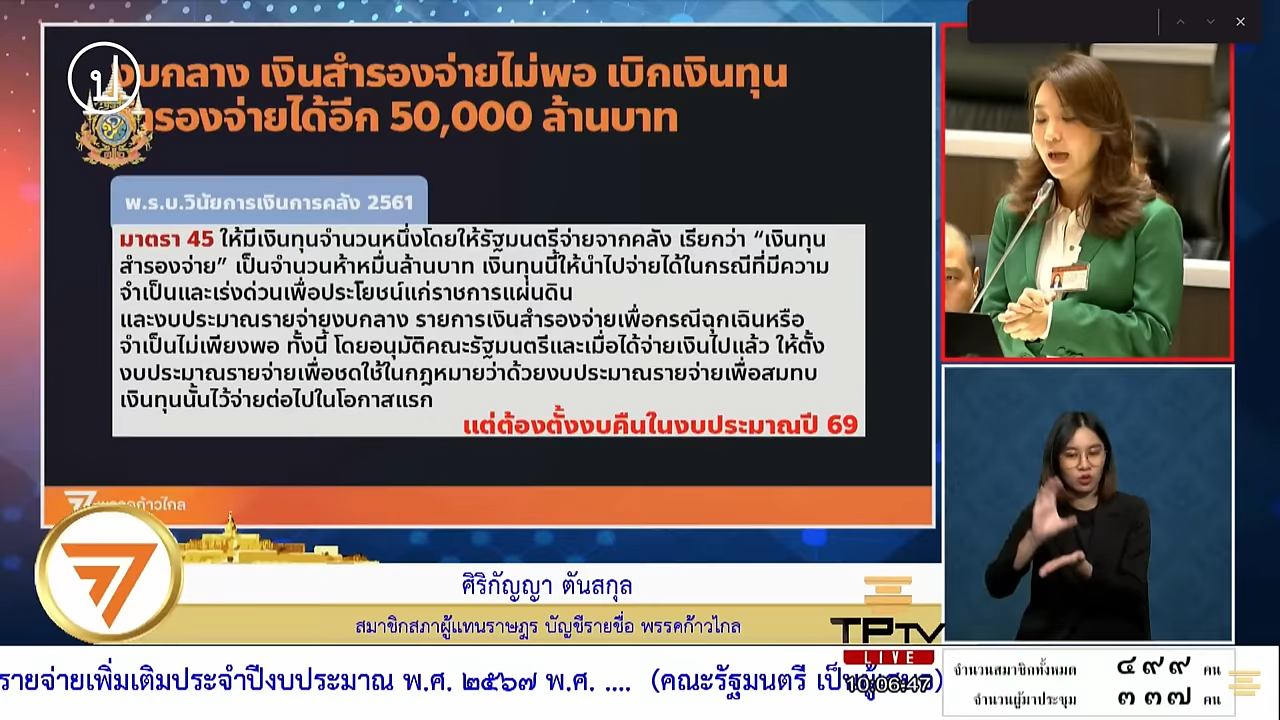 งบกลาง เงินสำรองจ่ายไม่พอ เบิกเงินทุน
สำรองจ่ายได้อีก 50,000 ล้านบาท
พ.ร.บ.วินัยการเงินการคลัง 2561
มาตรา 45 ให้มีเงินทุนจำนวนหนึ่งโดยให้รัฐมนตรีจ่ายจากคลัง เรียกว่า “เงินทุน
สำรองจ่าย” เป็นจำนวนห้าหมื่นล้านบาท เงินทุนนี้ให้นำไปจ่ายได้ในกรณีที่มีความ
จำเป็นและเร่งด่วนเพื่อประโยชน์แก่ราชการแผ่นดิน
และงบประมาณรายจ่ายงบกลาง รายการเงินสำรองจ่ายเพื่อกรณีฉุกเฉินหรือ
จำเป็นไม่เพียงพอ ทั้งนี้ โดยอนุมัติคณะรัฐมนตรีและเมื่อได้จ่ายเงินไปแล้ว ให้ตั้ง
งบประมาณรายจ่ายเพื่อชดใช้ในกฎหมายว่าด้วยงบประมาณรายจ่ายเพื่อสมทบ
เงินทุนนั้นไว้จ่ายต่อไปในโอกาสแรก
แต่ต้องตั้งงบคืนในงบประมาณปี 69
ศิริกัญญา ตันสกุล
สมาชิกสภาผู้แทนราษฎร บัญชีรายชื่อ พรรคก้าวไกล
TPTV
LIVE
10:06:47
รายจ่ายเพิ่มเติมประจำปีงบประมาณ พ.ศ. ๒๕๖๗ พ.ศ. .... (คณะรัฐมนตรี เป็น
จำนวนสมาชิกทั้งหมด ๔๙๙ คน
จำนวนผู้มาประชุม ๓๓๗ คน